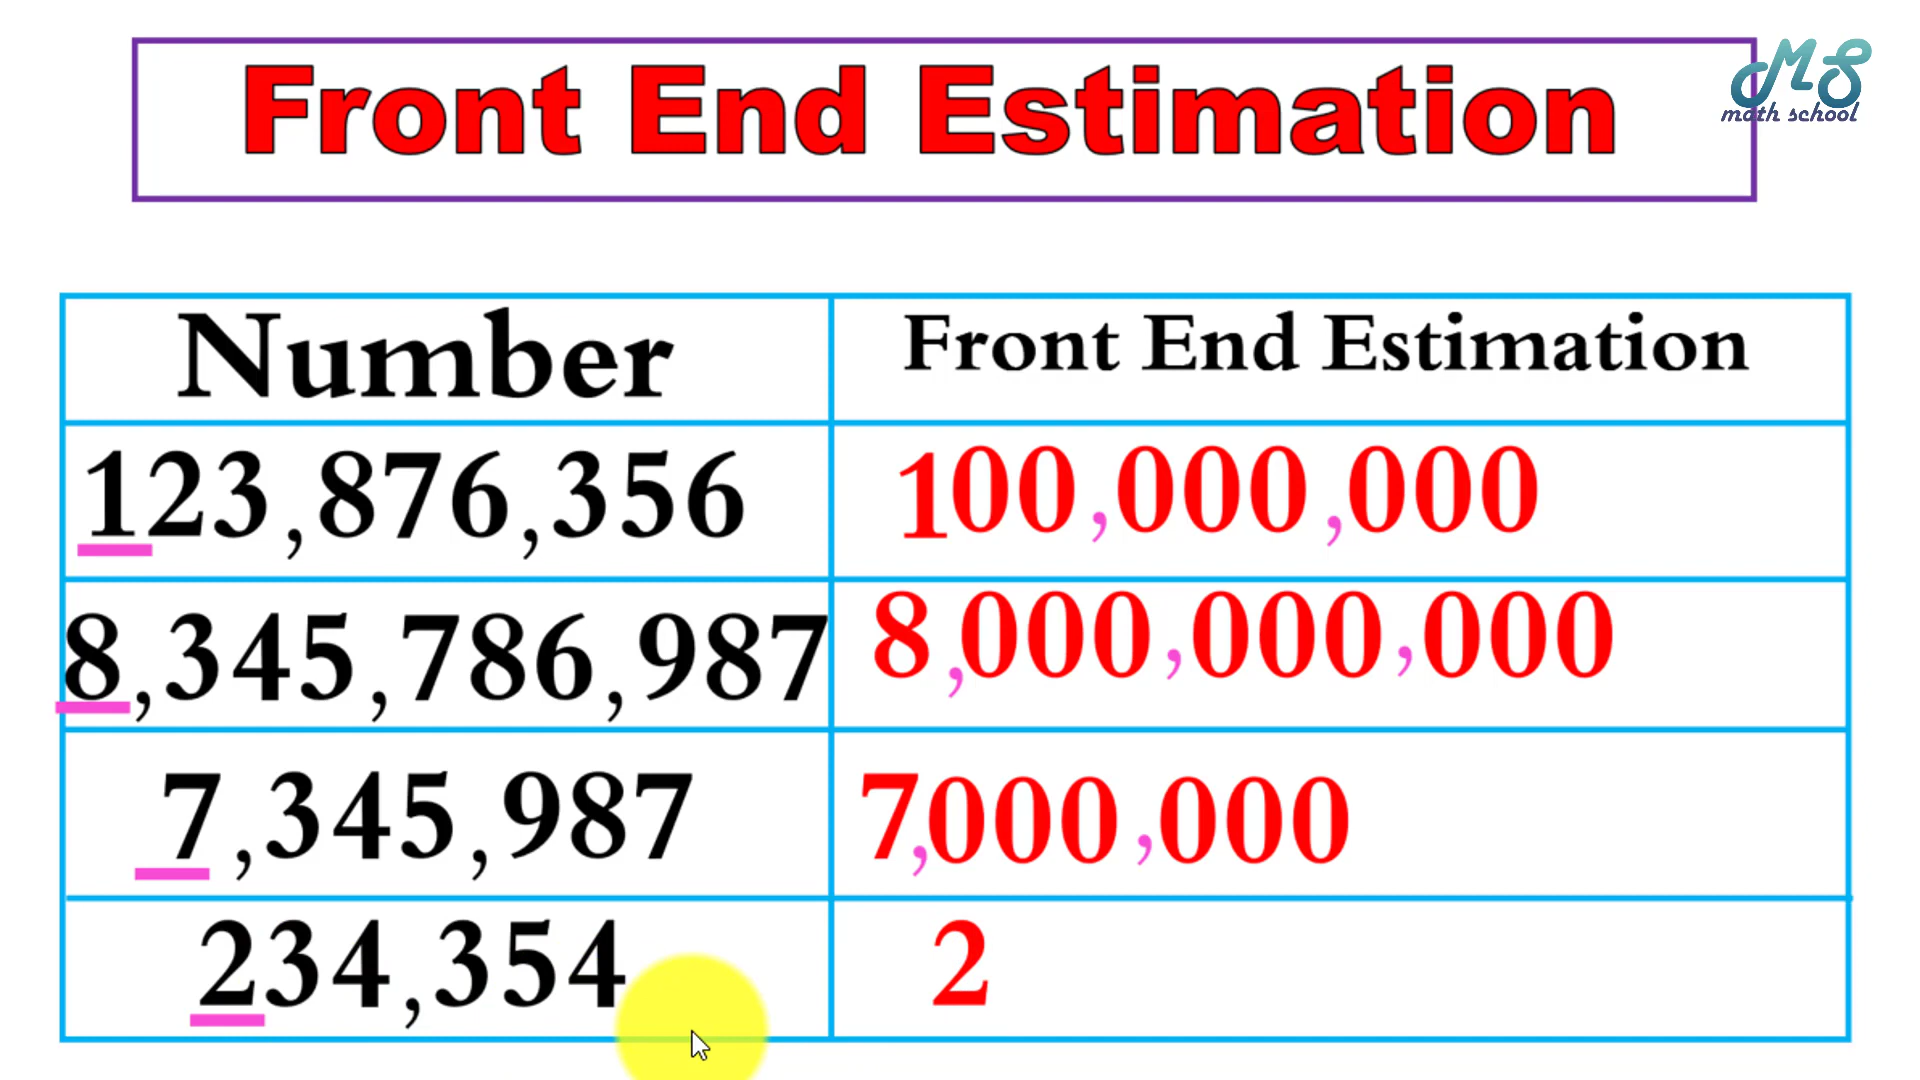 Front End Estimation
MS
math school
Number Front End Estimation
123,876,356 100,000,000
8,345,786,987 8,000,000,000
7,345,987 7,000,000
234,354 2